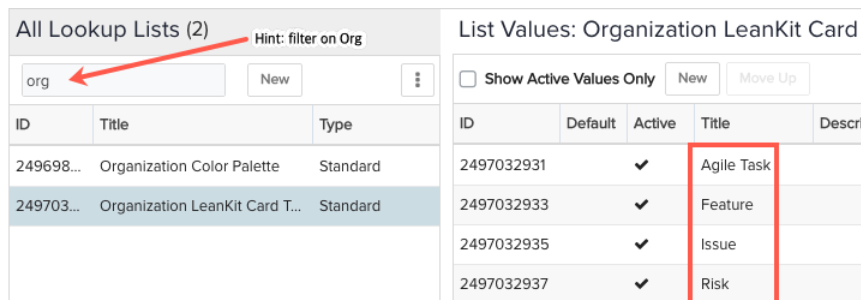 All Lookup Lists (2)
Hint: filter on Org
org
New
ID Title Type
249698... Organization Color Palette Standard
249703... Organization LeanKit Card T... Standard
List Values: Organization LeanKit Card
Show Active Values Only New Move Up
ID Default Active Title Descri
2497032931 Agile Task
2497032933 Feature
2497032935 Issue
2497032937 Risk